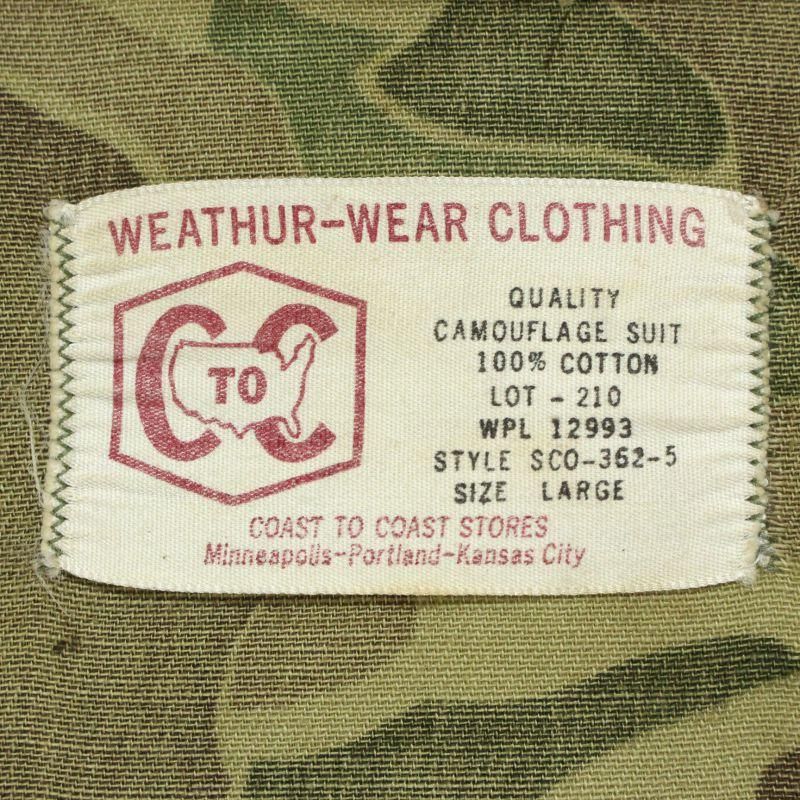 WEATHUR-WEAR CLOTHING
C TO C
QUALITY
CAMOUFLAGE SUIT
100% COTTON
LOT - 210
WPL 12993
STYLE SCO-362-5
SIZE LARGE
COAST TO COAST STORES
Minneapolis-Portland-Kansas City